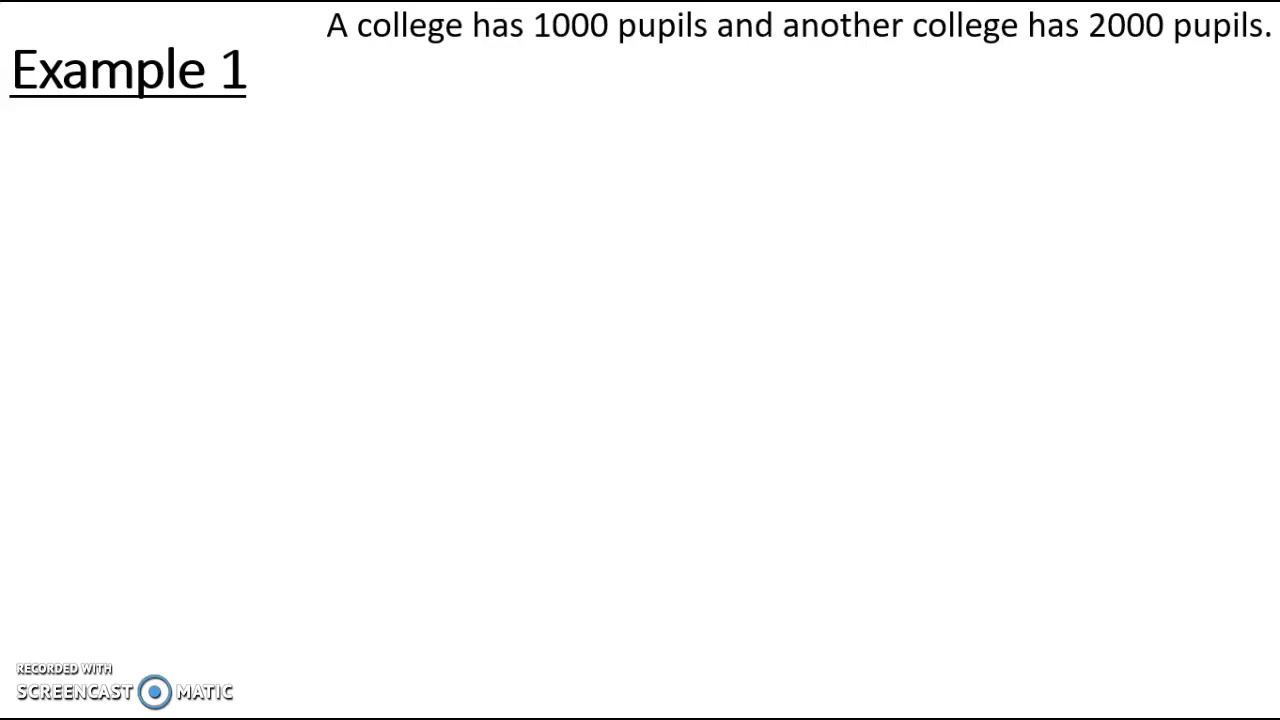 A college has 1000 pupils and another college has 2000 pupils.
Example 1
RECORDED WITH
SCREENCAST MATIC